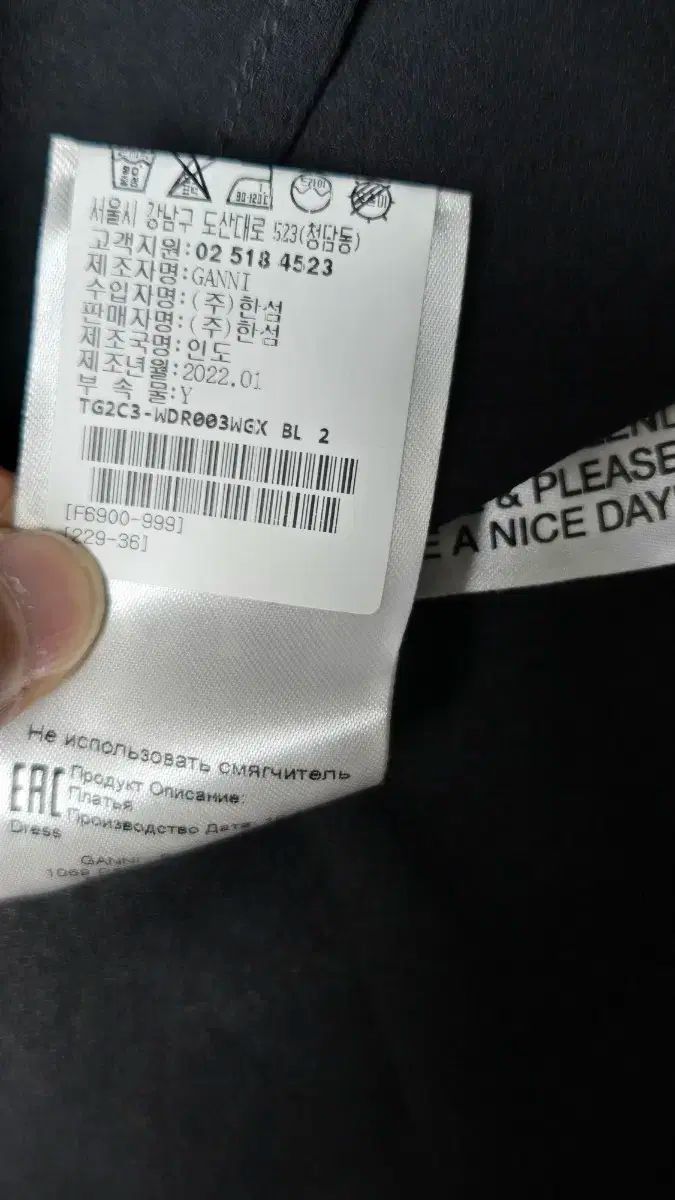 90-120℃
서울시 강남구 도산대로 523(청담동)
고객지원:02 518 4523
제조자명:GANNI
수입자명:(주)한섬
판매자명:(주)한섬
제조국명:인도
제조년월:2022.01
부 속 물:Y
TG2C3-WDR003WGX BL 2
[F6900-999]
[229-36]
& PLEASE
A NICE DAY
Не использовать смягчитель
EAC
Продукт Описание:
Платья
Производство Дата
Dress
GANNI